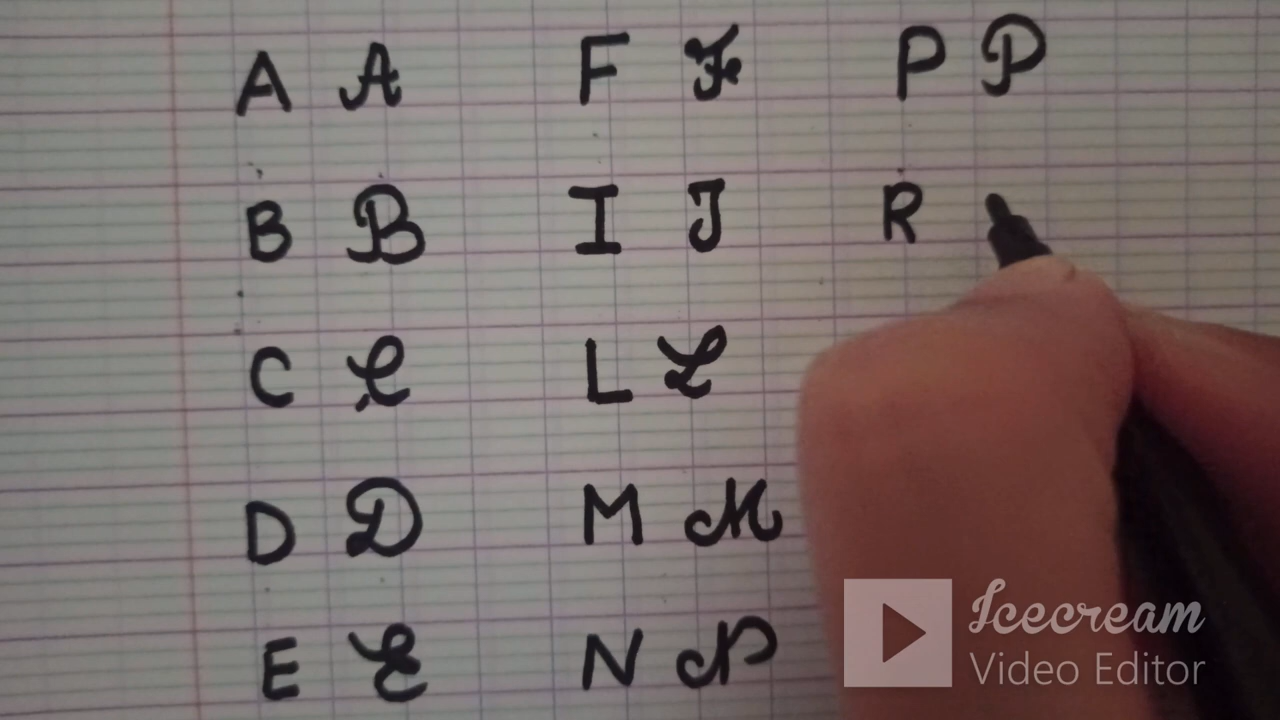 A A F F P P
B B I I R
C C L L
D D M M
E E N N
Icecream
Video Editor